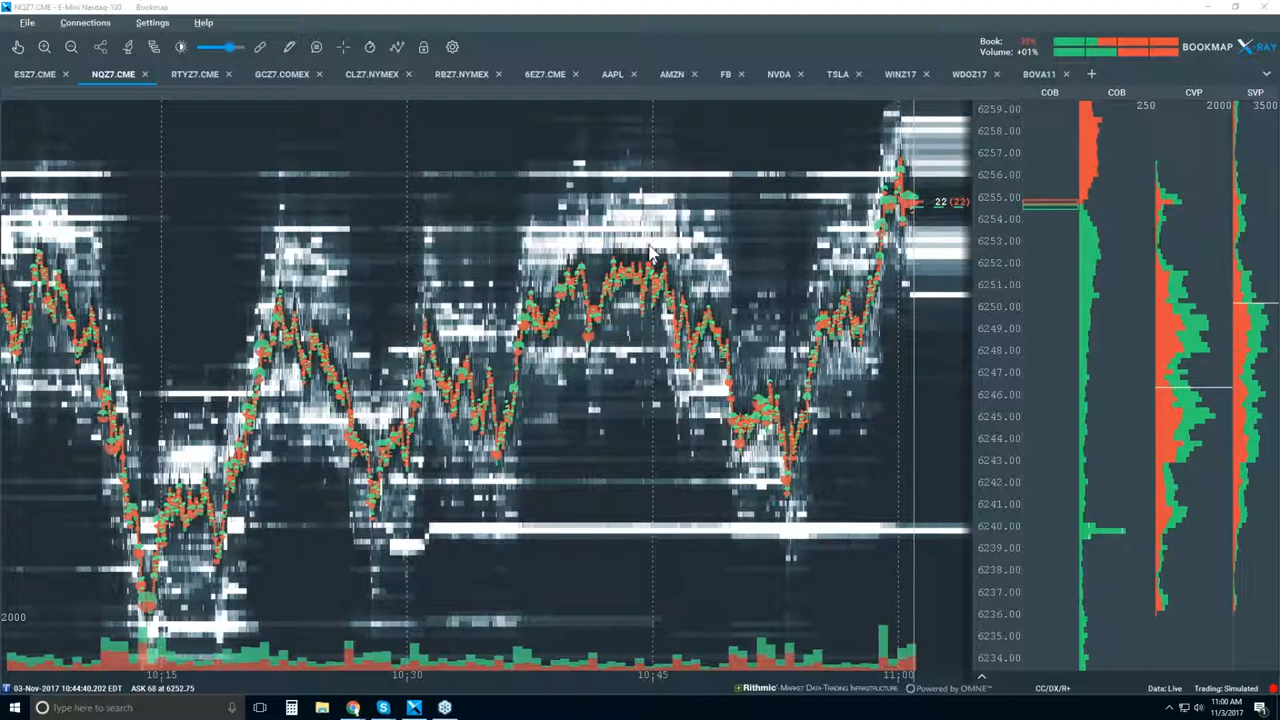 NQZ7.CME - E-Mini Nasdaq-100 Bookmap
File Connections Settings Help
Book: -39%
Volume: +01%
BOOKMAP X-RAY
ESZ7.CME NQZ7.CME RTYZ7.CME GCZ7.COMEX CLZ7.NYMEX RBZ7.NYMEX 6EZ7.CME AAPL AMZN FB NVDA TSLA WINZ17 WDOZ17 BOVA11
COB COB CVP SVP
250 2000 3500
6259.00
6258.00
6257.00
6256.00
6255.00
22 (22)
6254.00
6253.00
6252.00
6251.00
6250.00
6249.00
6248.00
6247.00
6246.00
6245.00
6244.00
6243.00
6242.00
6241.00
6240.00
6239.00
6238.00
6237.00
6236.00
2000
6235.00
6234.00
10:15 10:30 10:45 11:00
03-Nov-2017 10:44:40.202 EDT ASK 68 at 6252.75 Rithmic - MARKET DATA-TRADING INFRASTRUCTURE Powered by OMNE™ CC/DX/R+ Data: Live Trading: Simulated
Type here to search
11:00 AM
11/3/2017